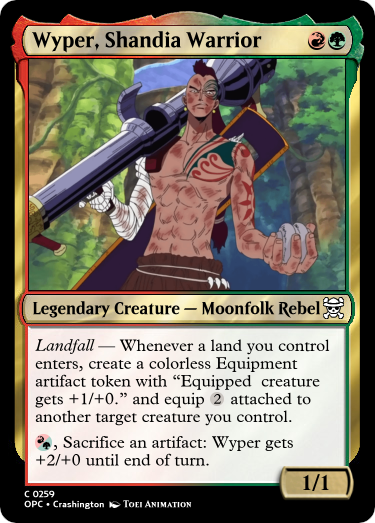 Wyper, Shandia Warrior
Legendary Creature — Moonfolk Rebel
Landfall — Whenever a land you control
enters, create a colorless Equipment
artifact token with “Equipped creature
gets +1/+0.” and equip 2 attached to
another target creature you control.
, Sacrifice an artifact: Wyper gets
+2/+0 until end of turn.
1/1
C 0259
OPC • Crashington TOEI ANIMATION